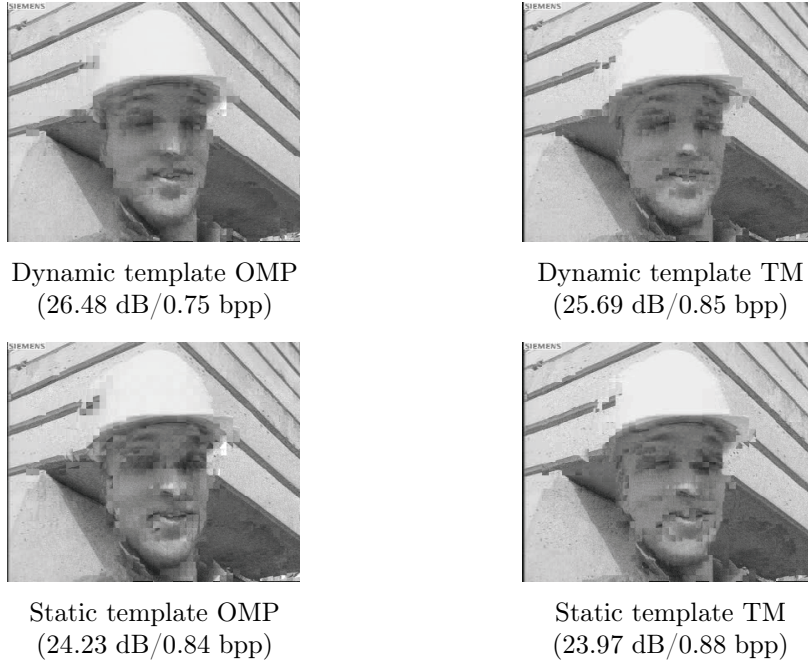 SIEMENS
SIEMENS
Dynamic template OMP
(26.48 dB/0.75 bpp)
Dynamic template TM
(25.69 dB/0.85 bpp)
SIEMENS
SIEMENS
Static template OMP
(24.23 dB/0.84 bpp)
Static template TM
(23.97 dB/0.88 bpp)